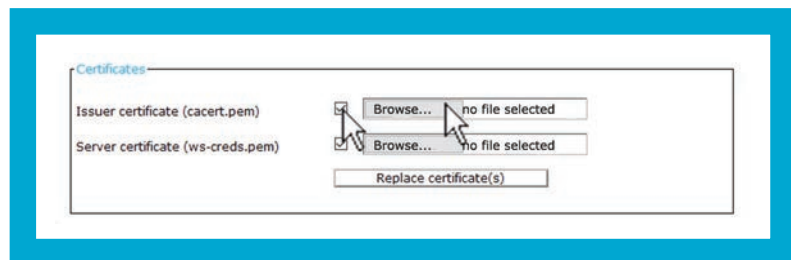 Certificates
Issuer certificate (cacert.pem) Browse... no file selected
Server certificate (ws-creds.pem) Browse... no file selected
Replace certificate(s)